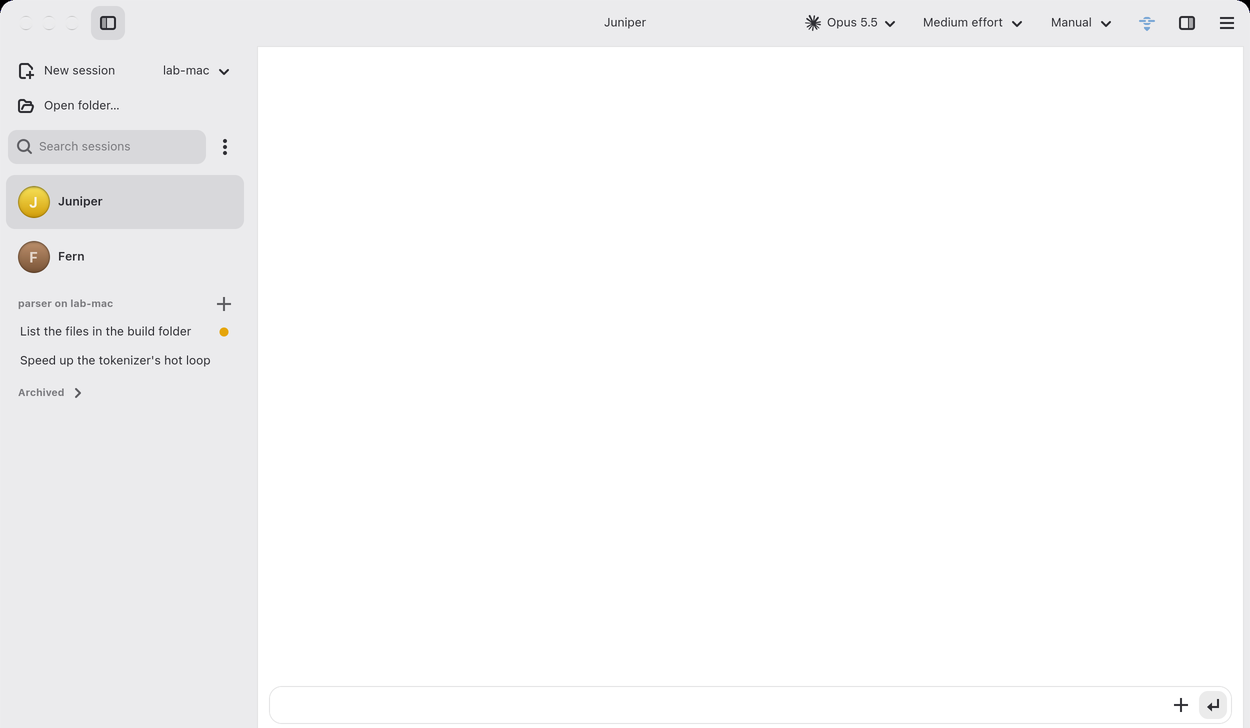 Juniper
Opus 5.5
Medium effort
Manual
New session
lab-mac
Open folder...
Search sessions
J
Juniper
F
Fern
parser on lab-mac
List the files in the build folder
Speed up the tokenizer's hot loop
Archived